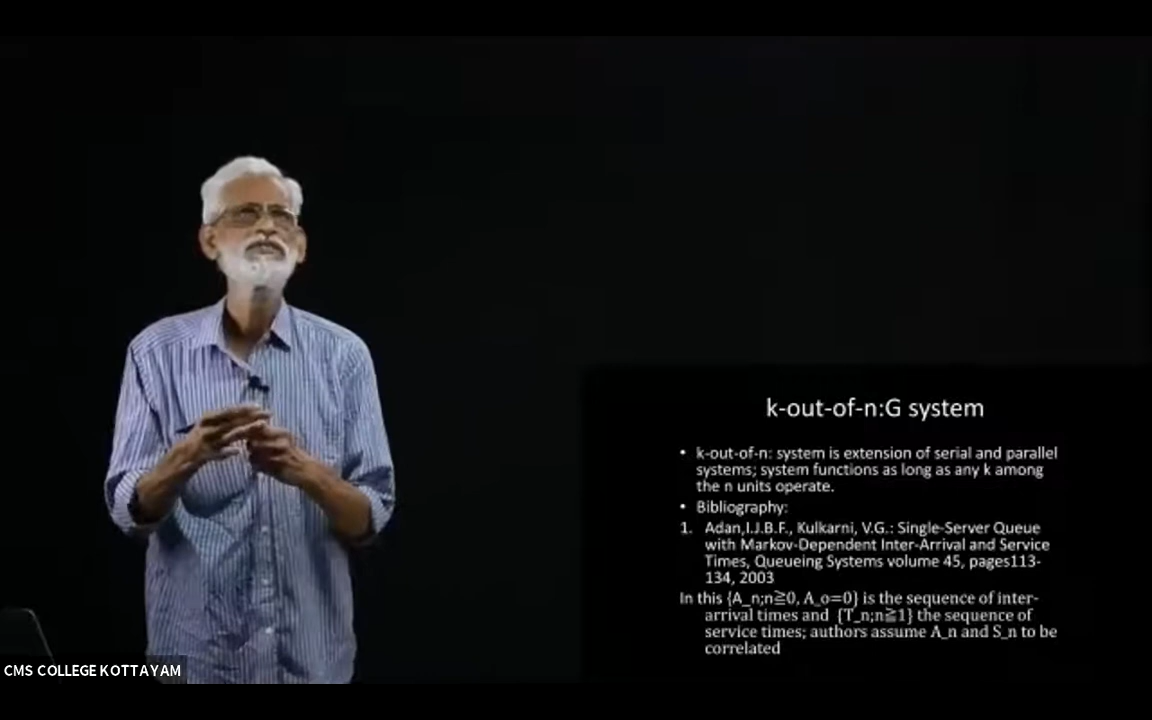 k-out-of-n:G system
• k-out-of-n: system is extension of serial and parallel
systems; system functions as long as any k among
the n units operate.
• Bibliography:
1. Adan,I.J.B.F., Kulkarni, V.G.: Single-Server Queue
with Markov-Dependent Inter-Arrival and Service
Times, Queueing Systems volume 45, pages113-
134, 2003
In this {A_n;n≧0, A_o=0} is the sequence of inter-
arrival times and {T_n;n≧1} the sequence of
service times; authors assume A_n and S_n to be
correlated
CMS COLLEGE KOTTAYAM